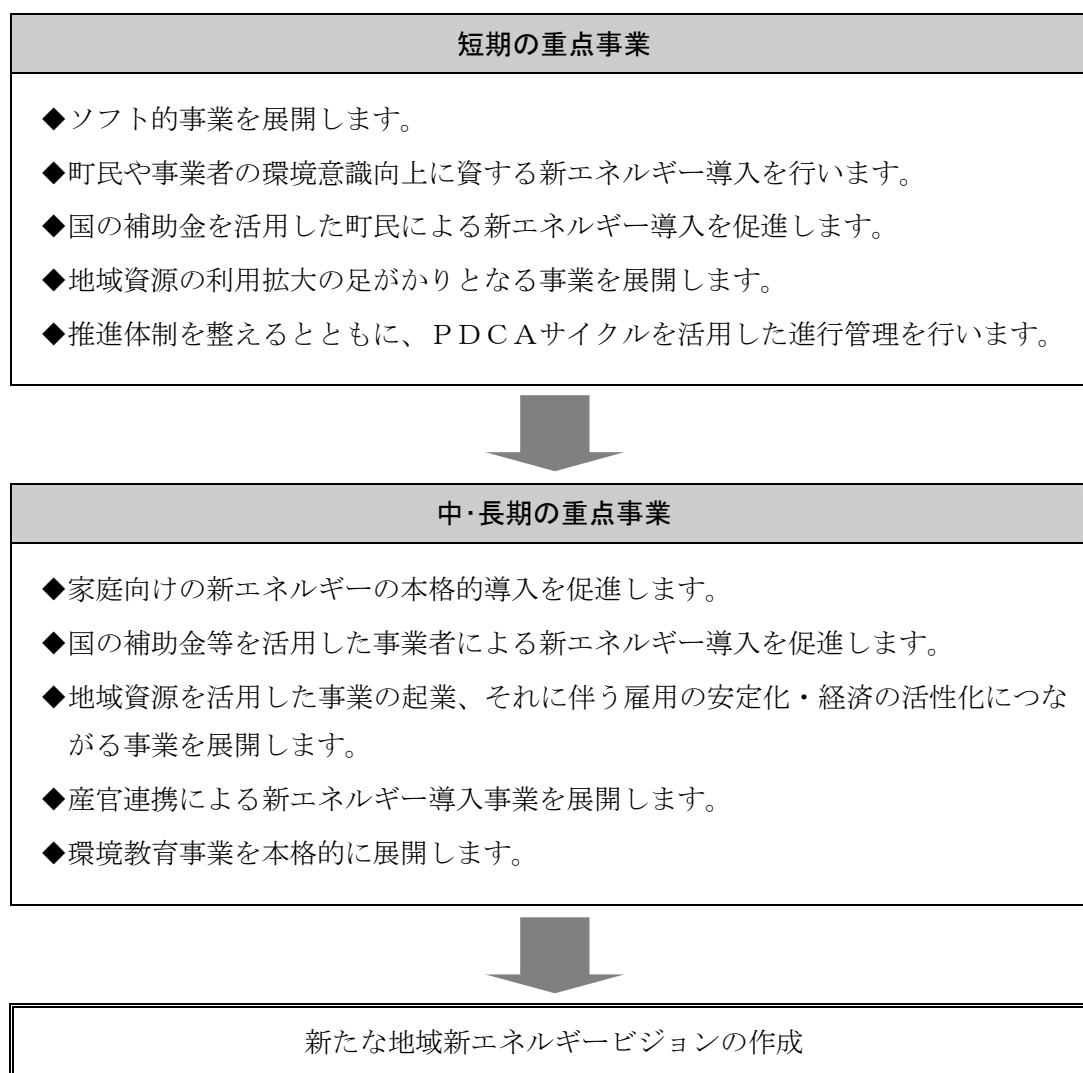 短期の重点事業
◆ソフト的事業を展開します。
◆町民や事業者の環境意識向上に資する新エネルギー導入を行います。
◆国の補助金を活用した町民による新エネルギー導入を促進します。
◆地域資源の利用拡大の足がかりとなる事業を展開します。
◆推進体制を整えるとともに、ＰＤＣＡサイクルを活用した進行管理を行います。
中･長期の重点事業
◆家庭向けの新エネルギーの本格的導入を促進します。
◆国の補助金等を活用した事業者による新エネルギー導入を促進します。
◆地域資源を活用した事業の起業、それに伴う雇用の安定化・経済の活性化につな
がる事業を展開します。
◆産官連携による新エネルギー導入事業を展開します。
◆環境教育事業を本格的に展開します。
新たな地域新エネルギービジョンの作成